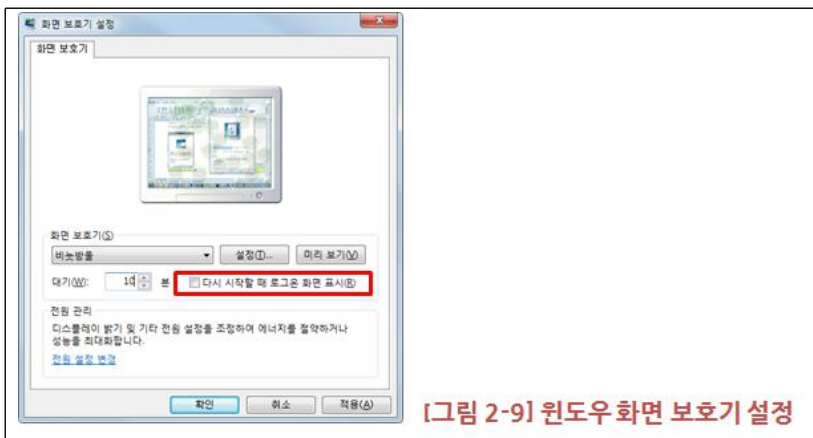 화면 보호기 설정
화면 보호기
화면 보호기(S)
비눗방울
설정(T)...
미리 보기(V)
대기(W):
10
분
다시 시작할 때 로그온 화면 표시(R)
전원 관리
디스플레이 밝기 및 기타 전원 설정을 조정하여 에너지를 절약하거나
성능을 최대화합니다.
전원 설정 변경
확인
취소
적용(A)
[그림 2-9] 윈도우 화면 보호기 설정